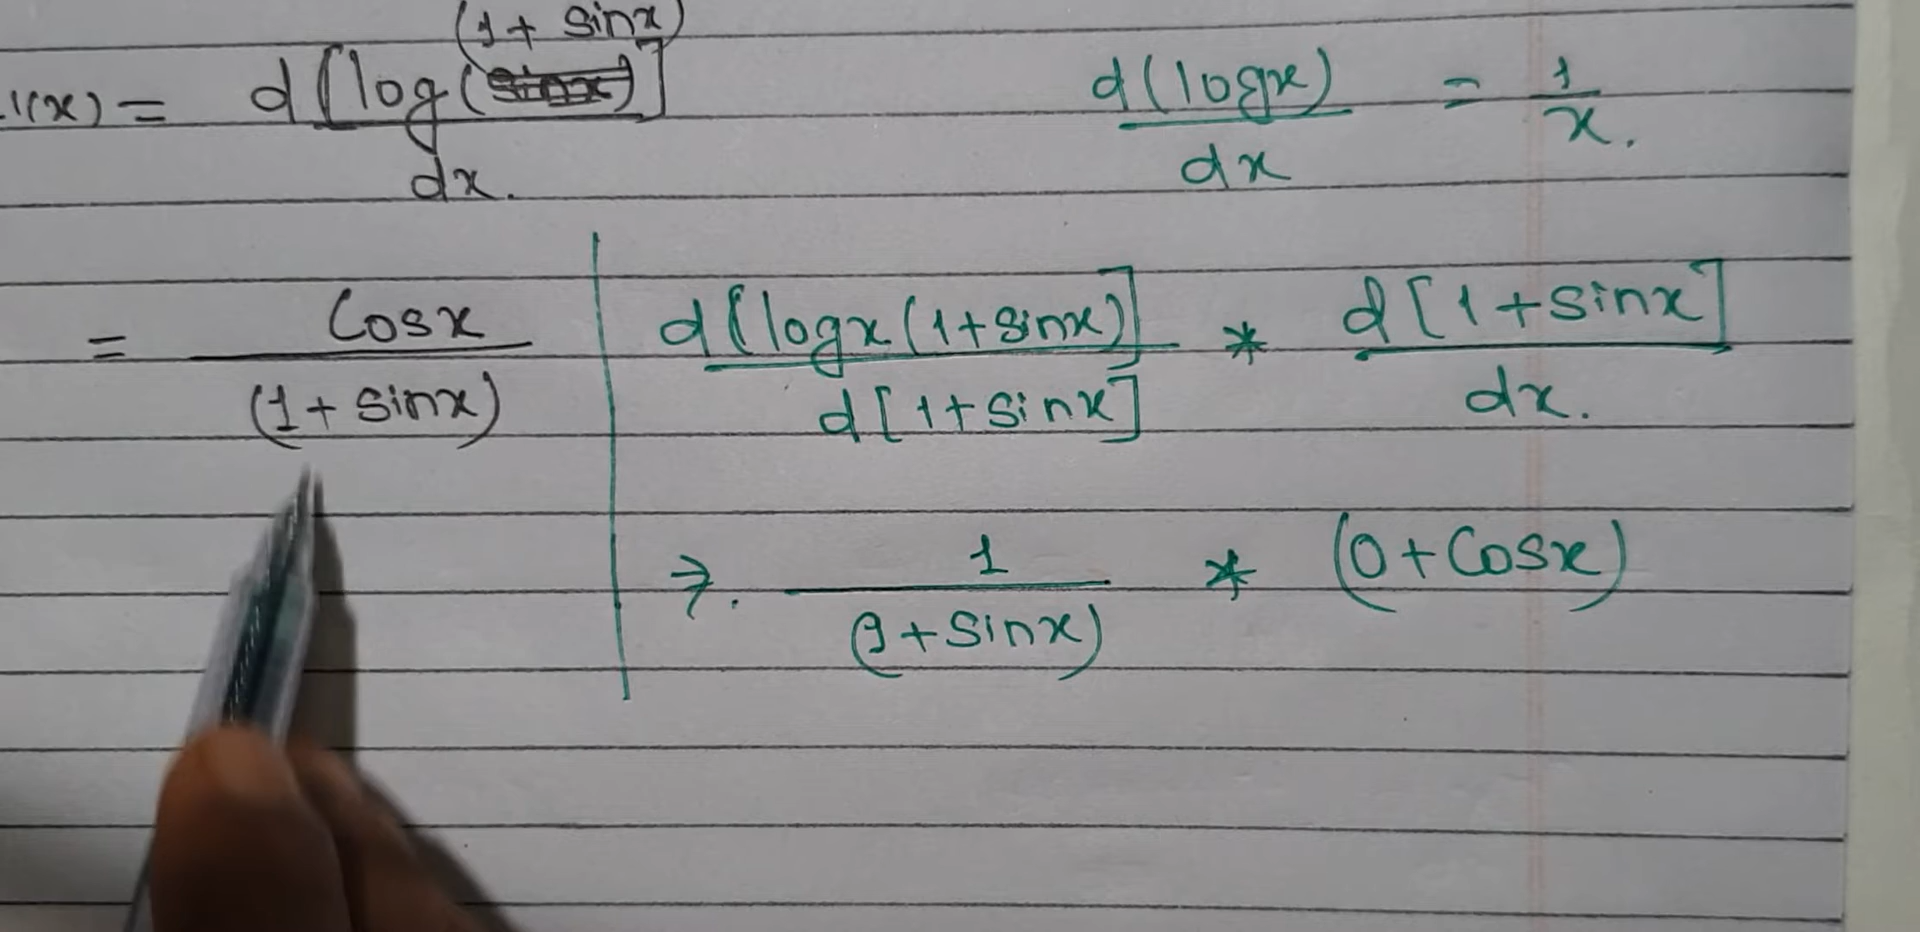 (1 + sinx)
1(x) = d[log( )] d(logx) = 1
dx. dx x.
= Cosx d[logx(1+sinx)] * d[1+sinx]
(1+sinx) d[1+sinx] dx.
⇒. 1 * (0+Cosx)
(1+sinx)